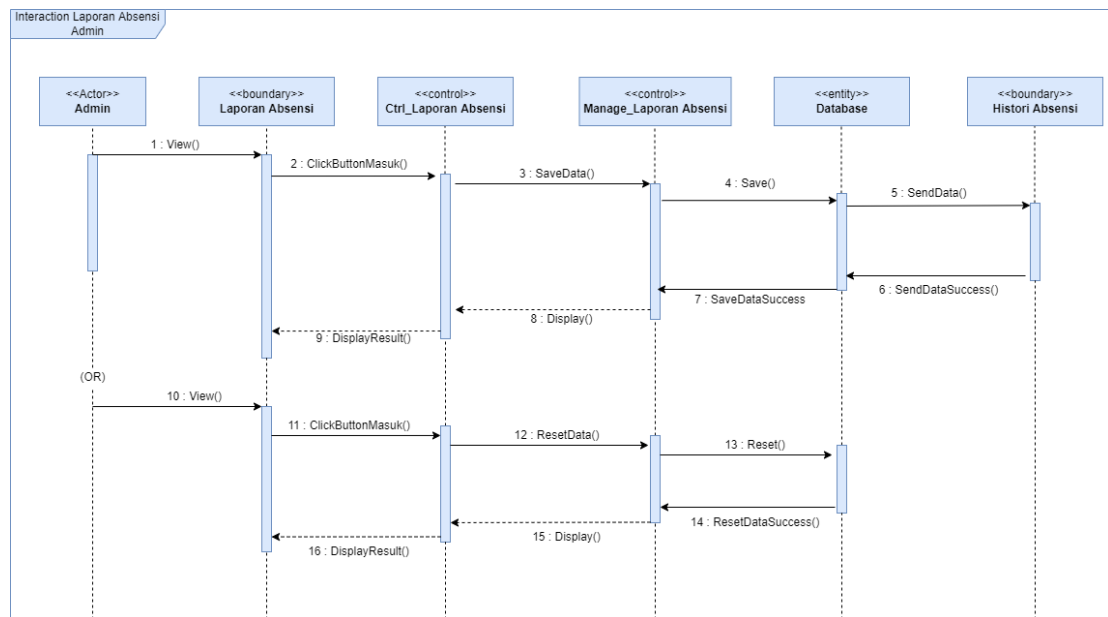 Interaction Laporan Absensi
Admin
<<Actor>>
Admin
<<boundary>>
Laporan Absensi
<<control>>
Ctrl_Laporan Absensi
<<control>>
Manage_Laporan Absensi
<<entity>>
Database
<<boundary>>
Histori Absensi
1 : View()
2 : ClickButtonMasuk()
3 : SaveData()
4 : Save()
5 : SendData()
6 : SendDataSuccess()
7 : SaveDataSuccess
8 : Display()
9 : DisplayResult()
(OR)
10 : View()
11 : ClickButtonMasuk()
12 : ResetData()
13 : Reset()
14 : ResetDataSuccess()
15 : Display()
16 : DisplayResult()